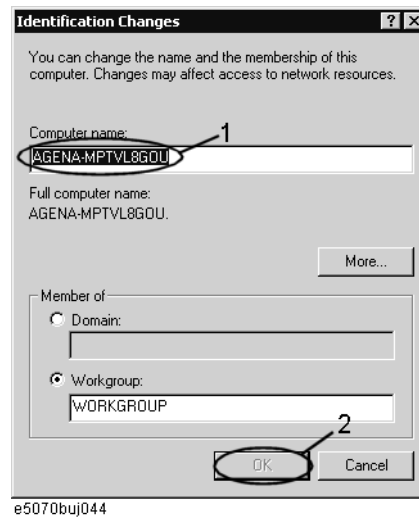 Identification Changes
You can change the name and the membership of this
computer. Changes may affect access to network resources.
1
Computer name:
AGENA-MPTVL8GOU
Full computer name:
AGENA-MPTVL8GOU.
More...
Member of
Domain:
Workgroup:
WORKGROUP
2
OK Cancel
e5070buj044